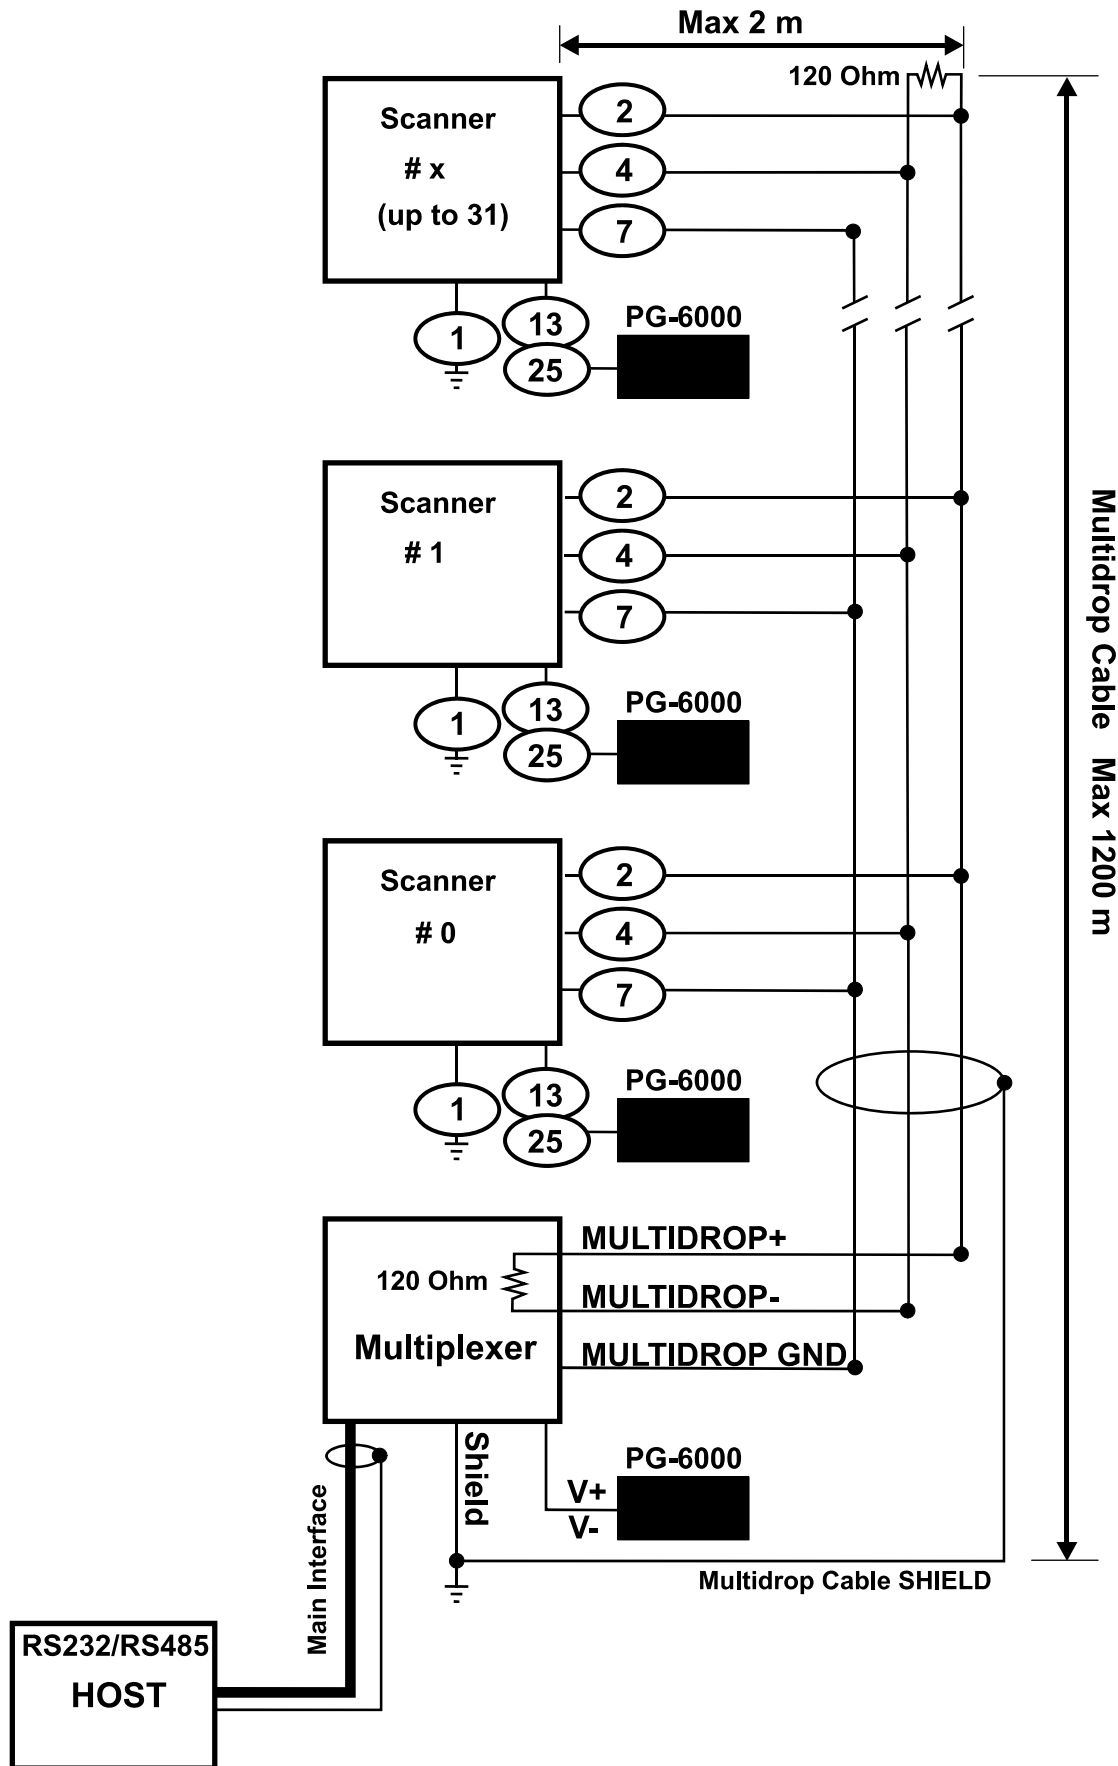 Max 2 m
120 Ohm
Scanner
# x
(up to 31)
2
4
7
1
13
25
PG-6000
Scanner
# 1
2
4
7
1
13
25
PG-6000
Scanner
# 0
2
4
7
1
13
25
PG-6000
Multidrop Cable Max 1200 m
120 Ohm
Multiplexer
MULTIDROP+
MULTIDROP-
MULTIDROP GND
Shield
V+
V-
PG-6000
Multidrop Cable SHIELD
Main Interface
RS232/RS485
HOST